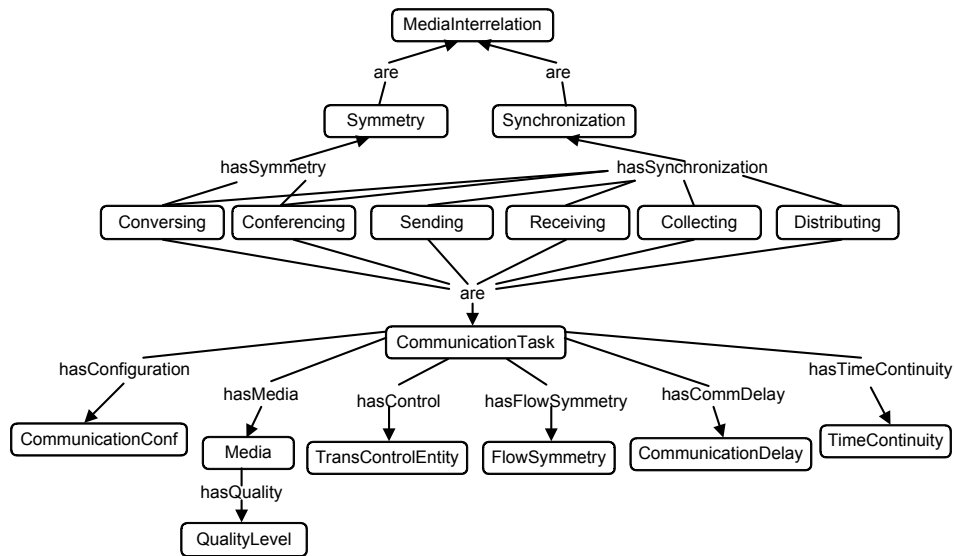 MediaInterrelation
are
are
Symmetry
Synchronization
hasSymmetry
hasSynchronization
Conversing
Conferencing
Sending
Receiving
Collecting
Distributing
are
CommunicationTask
hasConfiguration
hasMedia
hasControl
hasFlowSymmetry
hasCommDelay
hasTimeContinuity
CommunicationConf
Media
TransControlEntity
FlowSymmetry
CommunicationDelay
TimeContinuity
hasQuality
QualityLevel